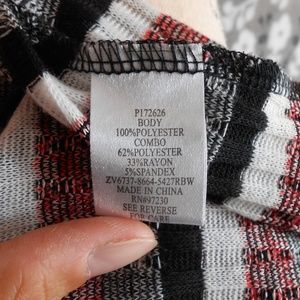 P172626
BODY
100%POLYESTER
COMBO
62%POLYESTER
33%RAYON
5%SPANDEX
ZV6737-8664-5427RBW
MADE IN CHINA
RN#97230
SEE REVERSE
FOR CARE